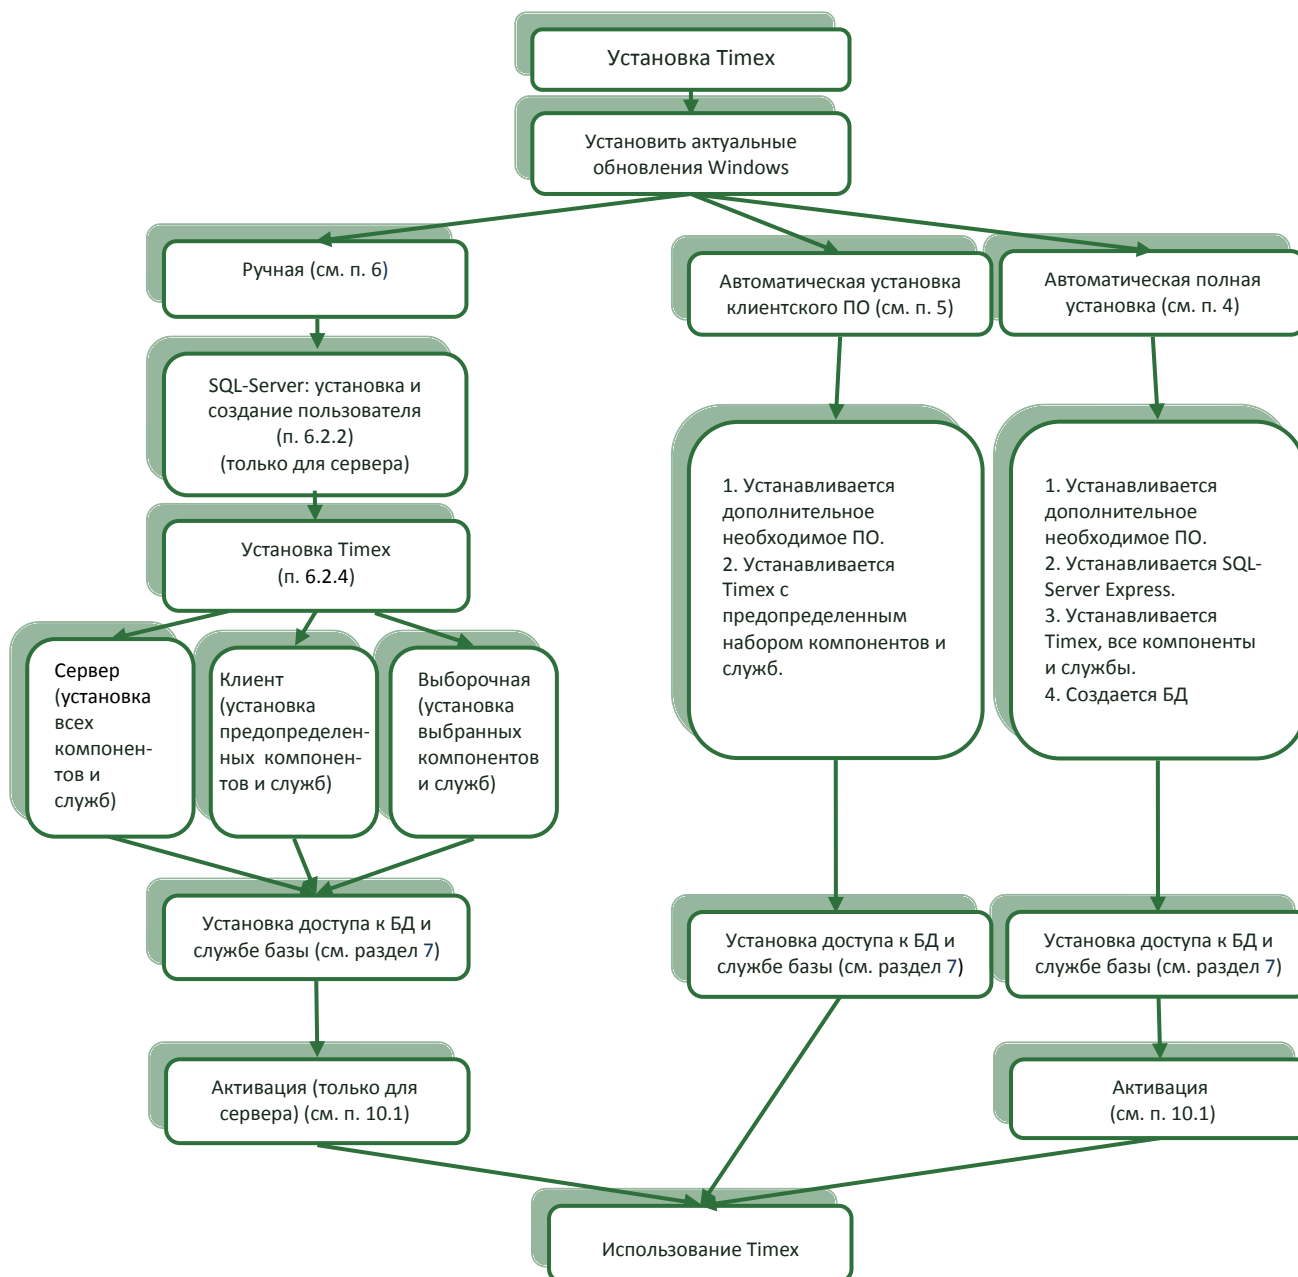 Установка Timex
Установить актуальные
обновления Windows
Ручная (см. п. 6)
Автоматическая установка
клиентского ПО (см. п. 5)
Автоматическая полная
установка (см. п. 4)
SQL-Server: установка и
создание пользователя
(п. 6.2.2)
(только для сервера)
Установка Timex
(п. 6.2.4)
Сервер
(установка
всех
компонен-
тов и
служб)
Клиент
(установка
предопределен-
ных компонен-
тов и служб)
Выборочная
(установка
выбранных
компонентов
и служб)
1. Устанавливается
дополнительное
необходимое ПО.
2. Устанавливается
Timex с
предопределенным
набором компонентов и
служб.
1. Устанавливается
дополнительное
необходимое ПО.
2. Устанавливается SQL-
Server Express.
3. Устанавливается
Timex, все компоненты
и службы.
4. Создается БД
Установка доступа к БД и
службе базы (см. раздел 7)
Установка доступа к БД и
службе базы (см. раздел 7)
Установка доступа к БД и
службе базы (см. раздел 7)
Активация (только для
сервера) (см. п. 10.1)
Активация
(см. п. 10.1)
Использование Timex